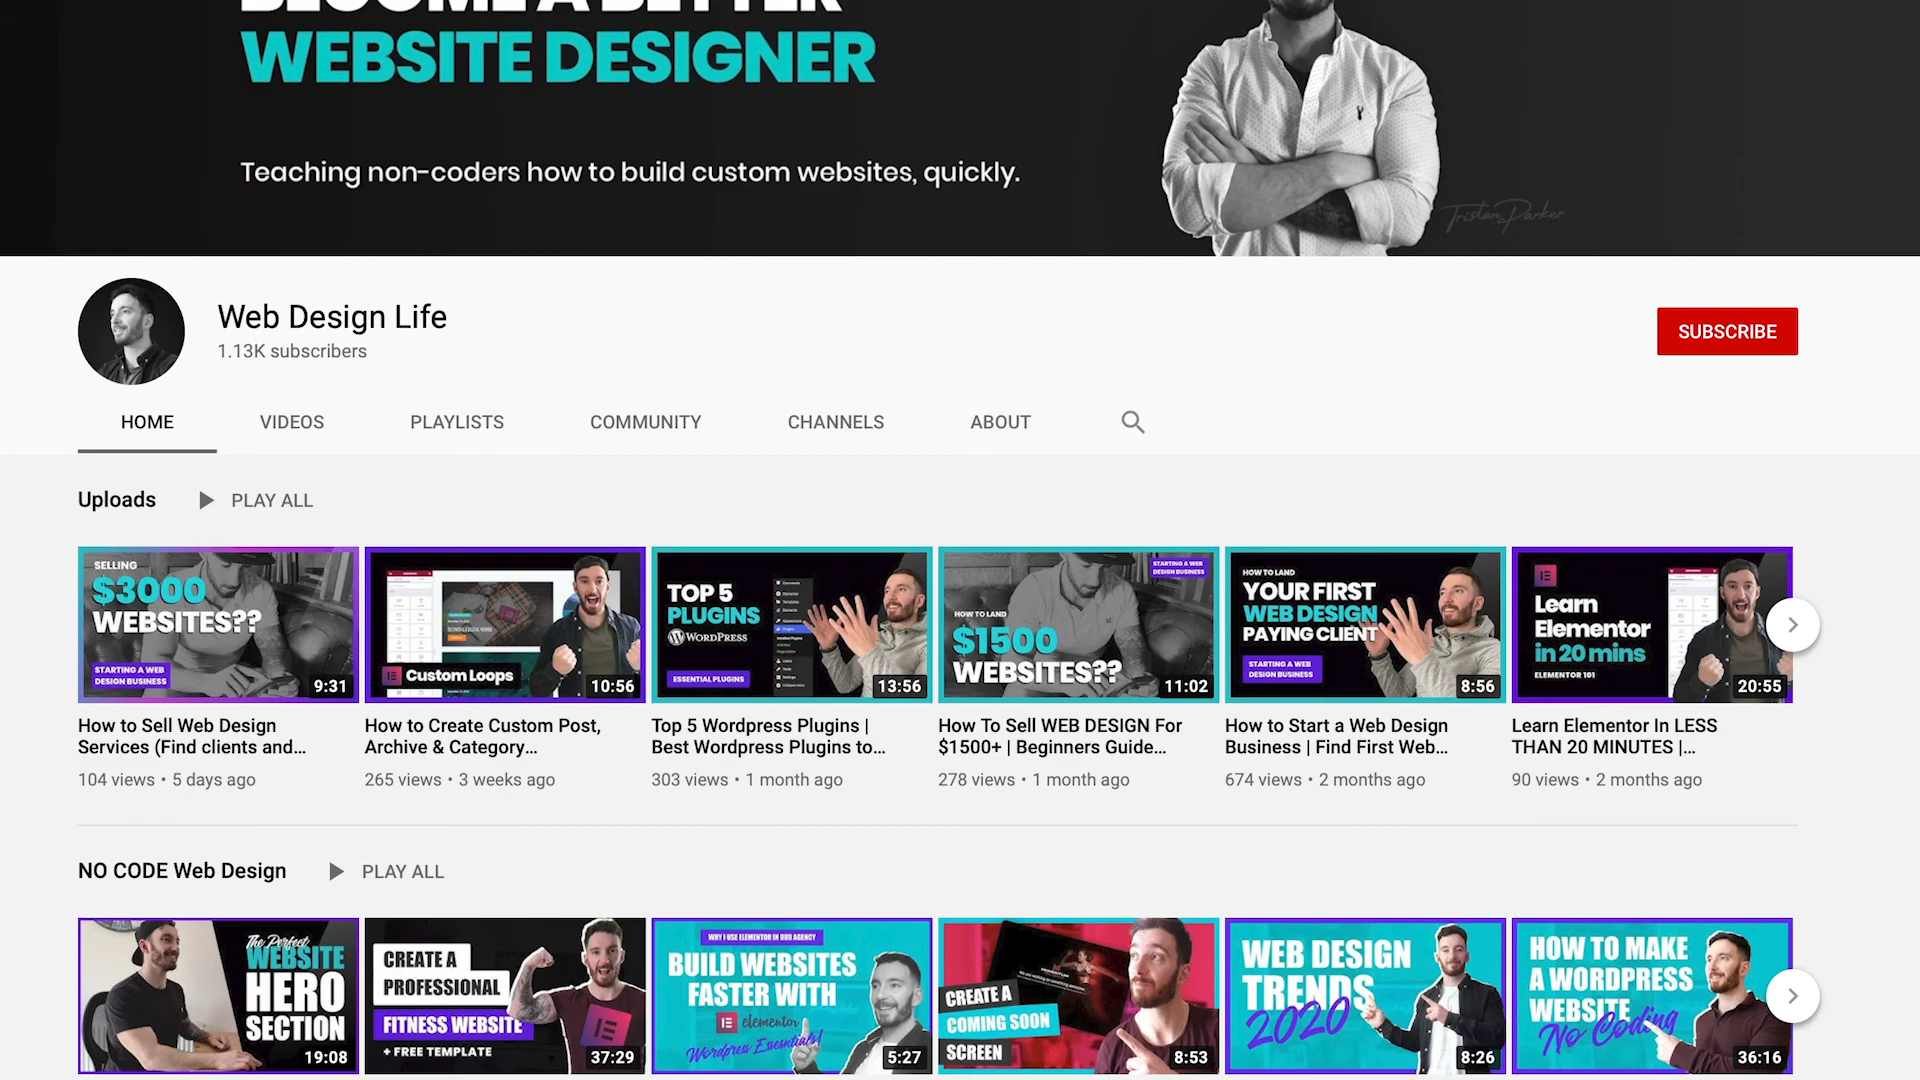 BECOME A BETTER
WEBSITE DESIGNER
Teaching non-coders how to build custom websites, quickly.
Tristan Parker
Web Design Life
1.13K subscribers
SUBSCRIBE
HOME
VIDEOS
PLAYLISTS
COMMUNITY
CHANNELS
ABOUT
Uploads
PLAY ALL
SELLING
$3000
WEBSITES??
STARTING A WEB
DESIGN BUSINESS
9:31
Custom Loops
10:56
TOP 5
PLUGINS
WORDPRESS
ESSENTIAL PLUGINS
13:56
STARTING A WEB
DESIGN BUSINESS
HOW TO LAND
$1500
WEBSITES??
11:02
HOW TO LAND
YOUR FIRST
WEB DESIGN
PAYING CLIENT
STARTING A WEB
DESIGN BUSINESS
8:56
Learn
Elementor
in 20 mins
ELEMENTOR 101
20:55
How to Sell Web Design
Services (Find clients and...
104 views • 5 days ago
How to Create Custom Post,
Archive & Category...
265 views • 3 weeks ago
Top 5 Wordpress Plugins |
Best Wordpress Plugins to...
303 views • 1 month ago
How To Sell WEB DESIGN For
$1500+ | Beginners Guide...
278 views • 1 month ago
How to Start a Web Design
Business | Find First Web...
674 views • 2 months ago
Learn Elementor In LESS
THAN 20 MINUTES |...
90 views • 2 months ago
NO CODE Web Design
PLAY ALL
The Perfect
WEBSITE
HERO
SECTION
19:08
CREATE A
PROFESSIONAL
FITNESS WEBSITE
+ FREE TEMPLATE
37:29
WHY I USE ELEMENTOR IN OUR AGENCY
BUILD WEBSITES
FASTER WITH
elementor
Wordpress Essentials!
5:27
MOMENTUM
CREATE A
COMING SOON
SCREEN
8:53
WEB DESIGN
TRENDS
2020
8:26
HOW TO MAKE
A WORDPRESS
WEBSITE
No Coding
36:16